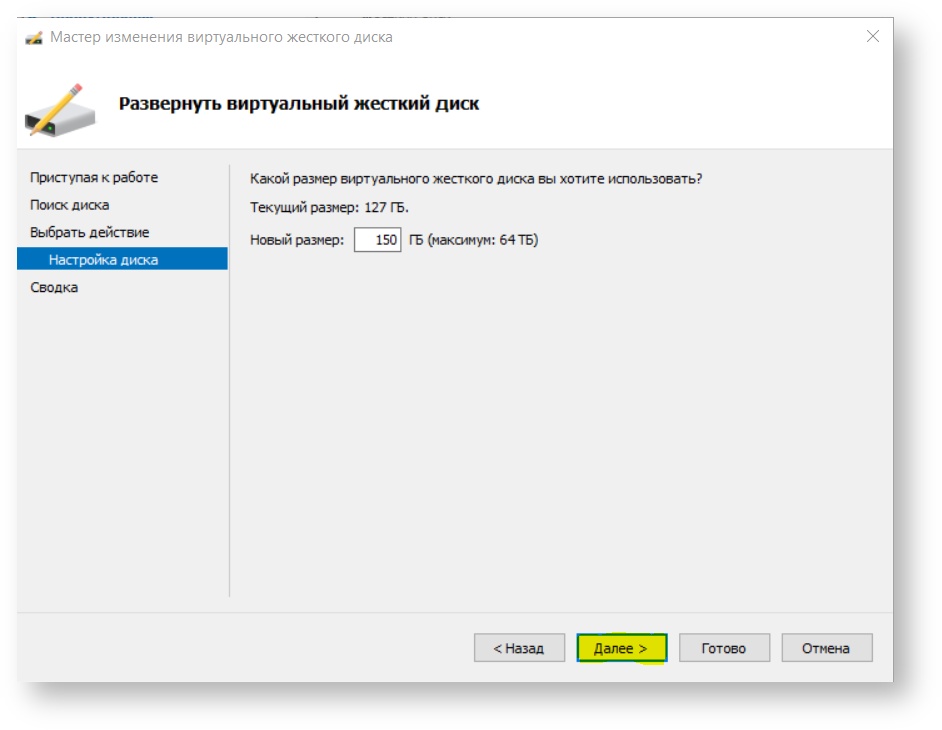 Мастер изменения виртуального жесткого диска
Развернуть виртуальный жесткий диск
Приступая к работе
Поиск диска
Выбрать действие
Настройка диска
Сводка
Какой размер виртуального жесткого диска вы хотите использовать?
Текущий размер: 127 ГБ.
Новый размер: 150 ГБ (максимум: 64 ТБ)
< Назад Далее > Готово Отмена